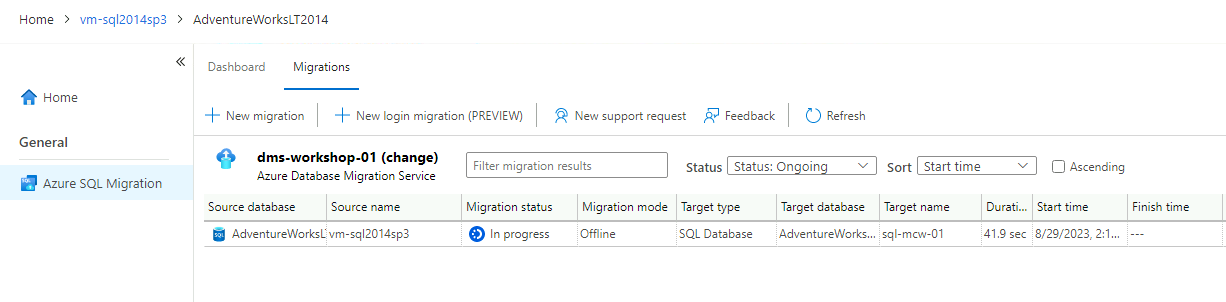 Home > vm-sql2014sp3 > AdventureWorksLT2014
«
Dashboard Migrations
Home
New migration New login migration (PREVIEW) New support request Feedback Refresh
General
dms-workshop-01 (change)
Azure Database Migration Service
Filter migration results Status Status: Ongoing Sort Start time Ascending
Azure SQL Migration
Source database Source name Migration status Migration mode Target type Target database Target name Durati... Start time Finish time
SQL AdventureWorksL vm-sql2014sp3 In progress Offline SQL Database AdventureWorks... sql-mcw-01 41.9 sec 8/29/2023, 2:1... ---